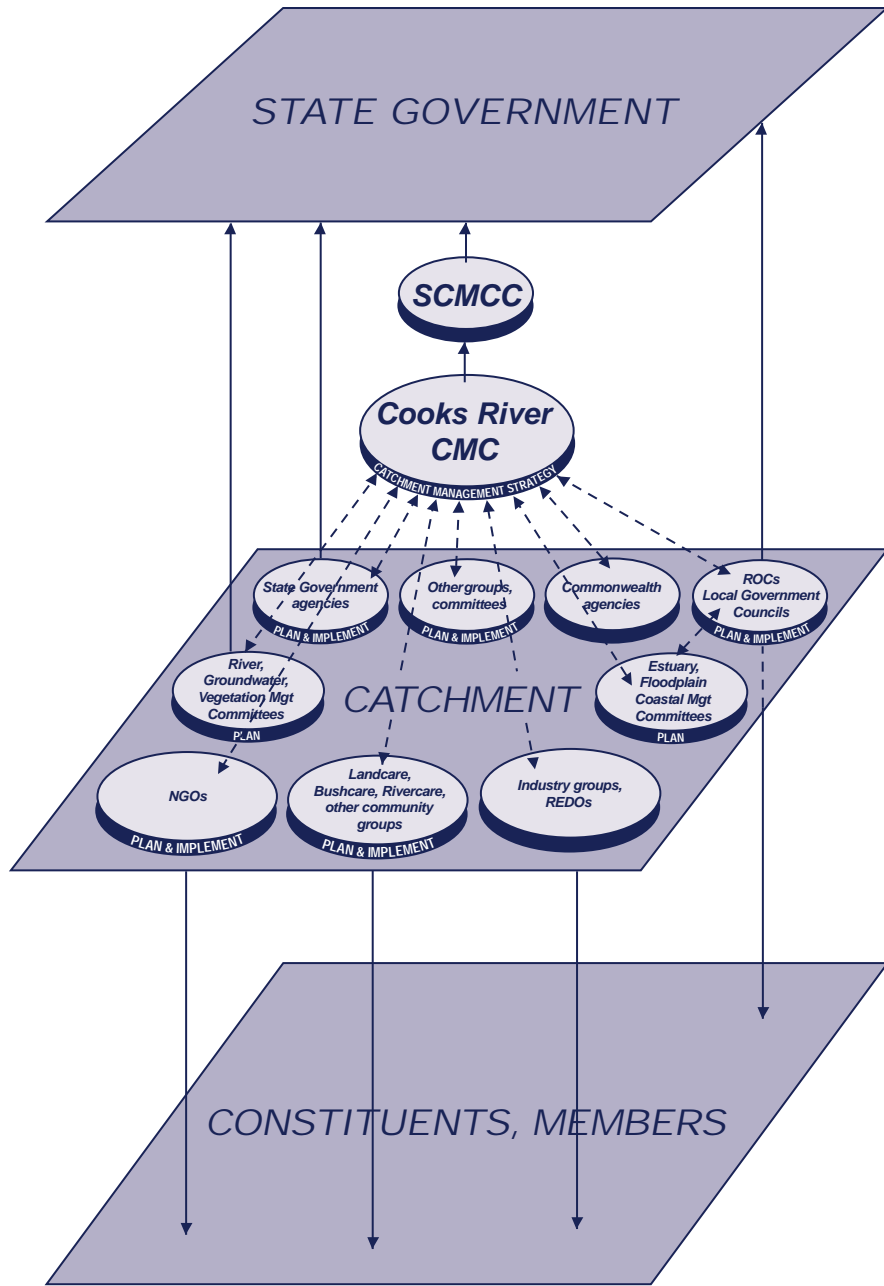 STATE GOVERNMENT
SCMCC
Cooks River
CMC
CATCHMENT MANAGEMENT STRATEGY
State Government
agencies
PLAN & IMPLEMENT
Other groups,
committees
PLAN & IMPLEMENT
Commonwealth
agencies
ROCs
Local Government
Councils
PLAN & IMPLEMENT
River,
Groundwater,
Vegetation Mgt
Committees
PLAN
CATCHMENT
Estuary,
Floodplain
Coastal Mgt
Committees
PLAN
NGOs
PLAN & IMPLEMENT
Landcare,
Bushcare, Rivercare,
other community
groups
PLAN & IMPLEMENT
Industry groups,
REDOs
CONSTITUENTS, MEMBERS